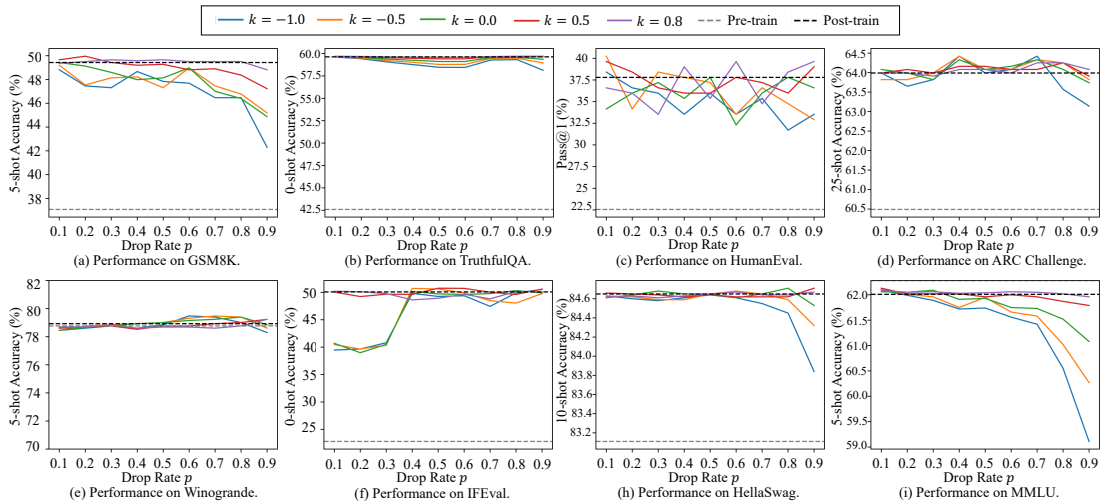 k = −1.0 k = −0.5 k = 0.0 k = 0.5 k = 0.8 Pre-train Post-train
5-shot Accuracy (%)
50
48
46
44
42
40
38
0.1 0.2 0.3 0.4 0.5 0.6 0.7 0.8 0.9
Drop Rate p
(a) Performance on GSM8K.
0-shot Accuracy (%)
60.0
57.5
55.0
52.5
50.0
47.5
45.0
42.5
0.1 0.2 0.3 0.4 0.5 0.6 0.7 0.8 0.9
Drop Rate p
(b) Performance on TruthfulQA.
Pass@1 (%)
40
37.5
35
32.5
30
27.5
25
22.5
0.1 0.2 0.3 0.4 0.5 0.6 0.7 0.8 0.9
Drop Rate p
(c) Performance on HumanEval.
25-shot Accuracy (%)
64.5
64.0
63.5
63.0
62.5
62.0
61.5
61.0
60.5
0.1 0.2 0.3 0.4 0.5 0.6 0.7 0.8 0.9
Drop Rate p
(d) Performance on ARC Challenge.
5-shot Accuracy (%)
82
81
80
79
78
77
76
75
74
73
72
71
70
0.1 0.2 0.3 0.4 0.5 0.6 0.7 0.8 0.9
Drop Rate p
(e) Performance on Winogrande.
0-shot Accuracy (%)
50
45
40
35
30
25
0.1 0.2 0.3 0.4 0.5 0.6 0.7 0.8 0.9
Drop Rate p
(f) Performance on IFEval.
10-shot Accuracy (%)
84.6
84.4
84.2
84.0
83.8
83.6
83.4
83.2
0.1 0.2 0.3 0.4 0.5 0.6 0.7 0.8 0.9
Drop Rate p
(h) Performance on HellaSwag.
5-shot Accuracy (%)
62.0
61.5
61.0
60.5
60.0
59.5
59.0
0.1 0.2 0.3 0.4 0.5 0.6 0.7 0.8 0.9
Drop Rate p
(i) Performance on MMLU.